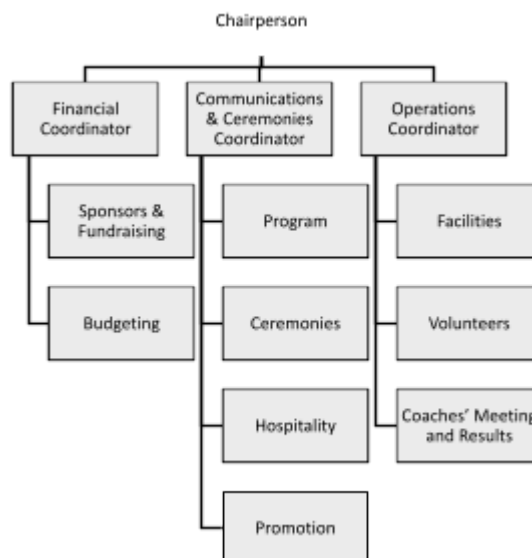 Chairperson
Financial
Coordinator
Communications
& Ceremonies
Coordinator
Operations
Coordinator
Sponsors &
Fundraising
Program
Facilities
Budgeting
Ceremonies
Volunteers
Hospitality
Coaches' Meeting
and Results
Promotion